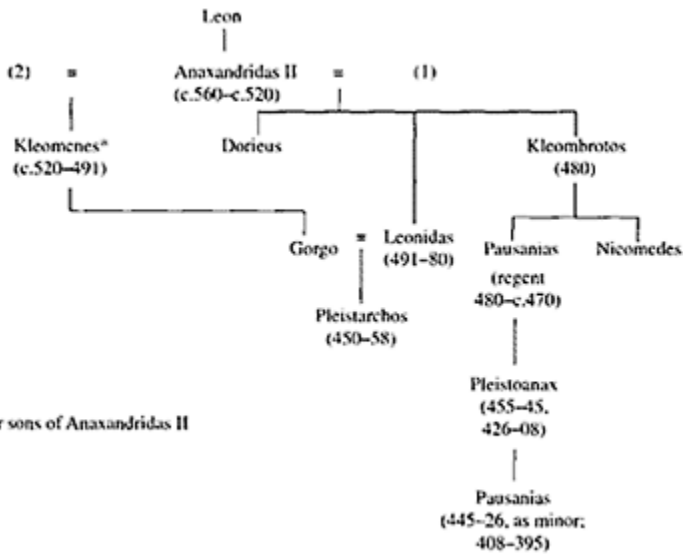 Leon
(2) = Anaxandridas II = (1)
(c.560–c.520)
Kleomenes* Dorieus Kleombrotos
(c.520–491) (480)
Gorgo = Leonidas Pausanias Nicomedes
(491–80) (regent
480–c.470)
Pleistarchos
(450–58)
Pleistoanax
(455–45,
426–08)
sons of Anaxandridas II
Pausanias
(445–26, as minor;
408–395)